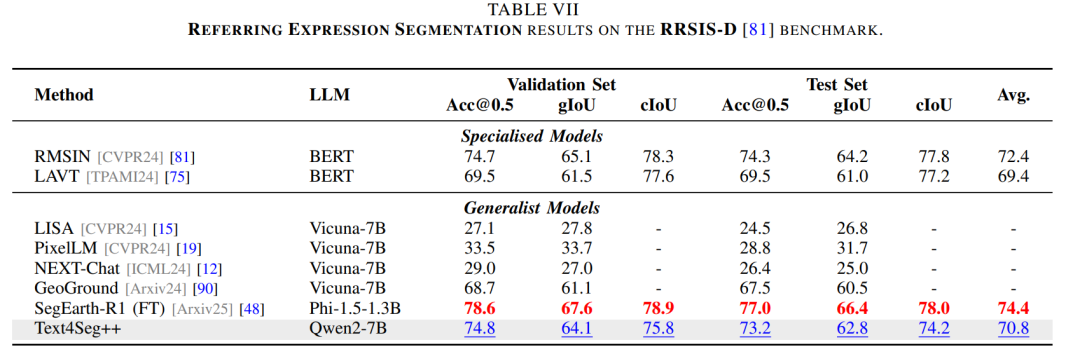 TABLE VII
REFERRING EXPRESSION SEGMENTATION RESULTS ON THE RRSIS-D [81] BENCHMARK.
Method LLM Validation Set Test Set Avg.
Acc@0.5 gIoU cIoU Acc@0.5 gIoU cIoU
Specialised Models
RMSIN [CVPR24] [81] BERT 74.7 65.1 78.3 74.3 64.2 77.8 72.4
LAVT [TPAMI24] [75] BERT 69.5 61.5 77.6 69.5 61.0 77.2 69.4
Generalist Models
LISA [CVPR24] [15] Vicuna-7B 27.1 27.8 - 24.5 26.8 - -
PixelLM [CVPR24] [19] Vicuna-7B 33.5 33.7 - 28.8 31.7 - -
NEXT-Chat [ICML24] [12] Vicuna-7B 29.0 27.0 - 26.4 25.0 - -
GeoGround [Arxiv24] [90] Vicuna-7B 68.7 61.1 - 67.5 60.5 - -
SegEarth-R1 (FT) [Arxiv25] [48] Phi-1.5-1.3B 78.6 67.6 78.9 77.0 66.4 78.0 74.4
Text4Seg++ Qwen2-7B 74.8 64.1 75.8 73.2 62.8 74.2 70.8